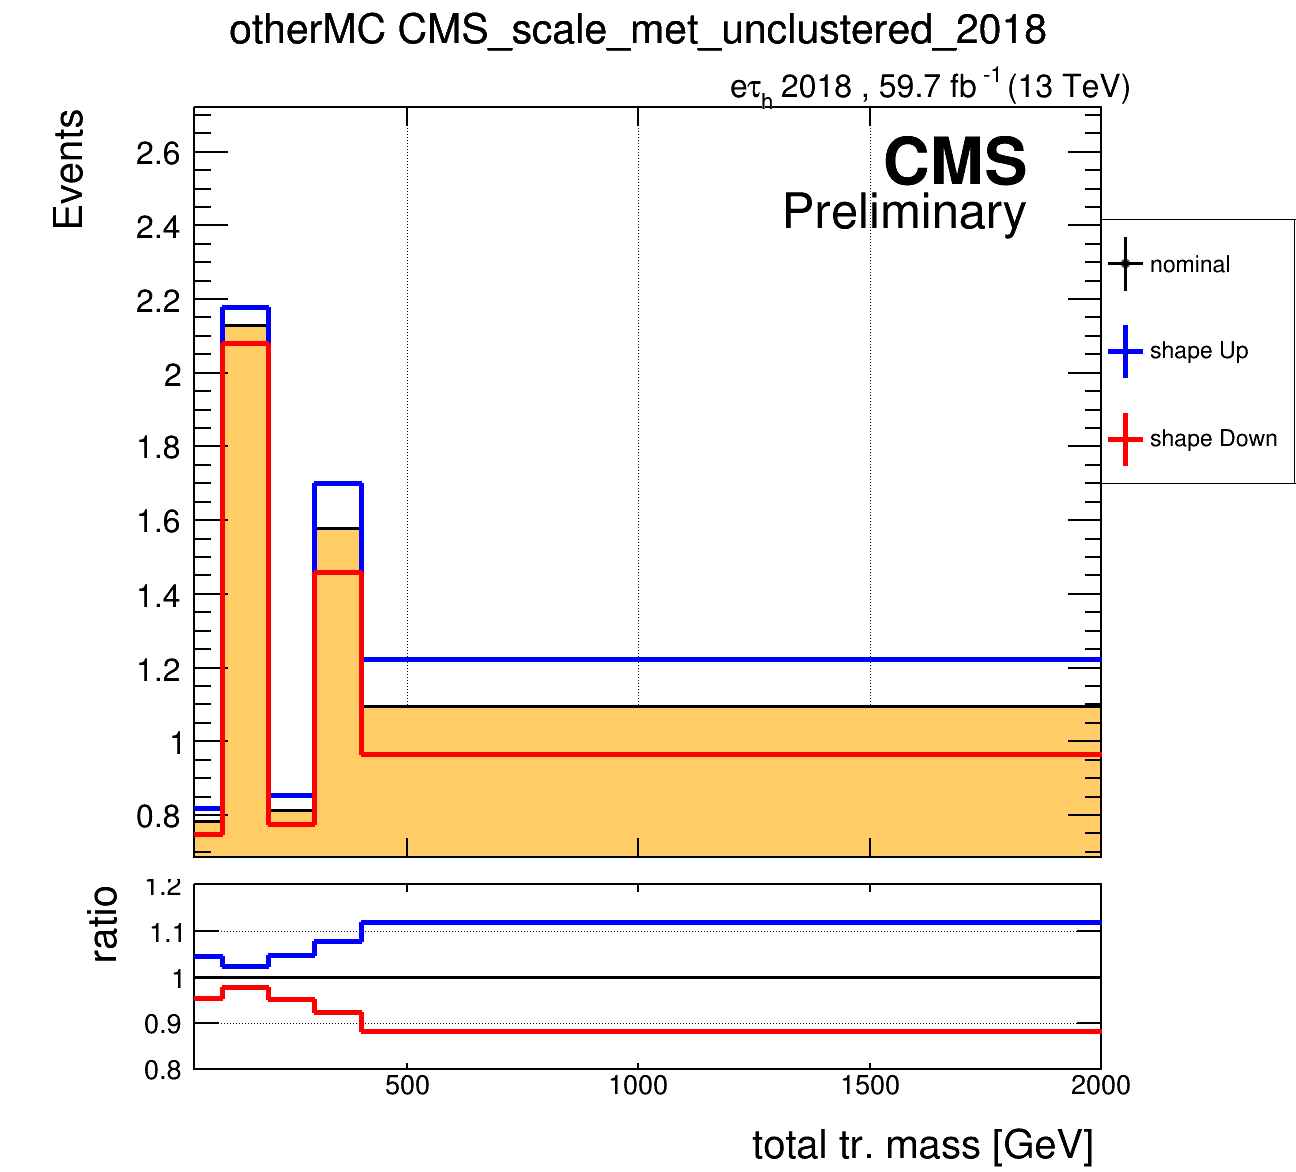 otherMC CMS_scale_met_unclustered_2018
eτh 2018 , 59.7 fb-1 (13 TeV)
Events
CMS
Preliminary
2.6
2.4
2.2
2
1.8
1.6
1.4
1.2
1
0.8
nominal
shape Up
shape Down
ratio
1.2
1.1
1
0.9
0.8
500 1000 1500 2000
total tr. mass [GeV]